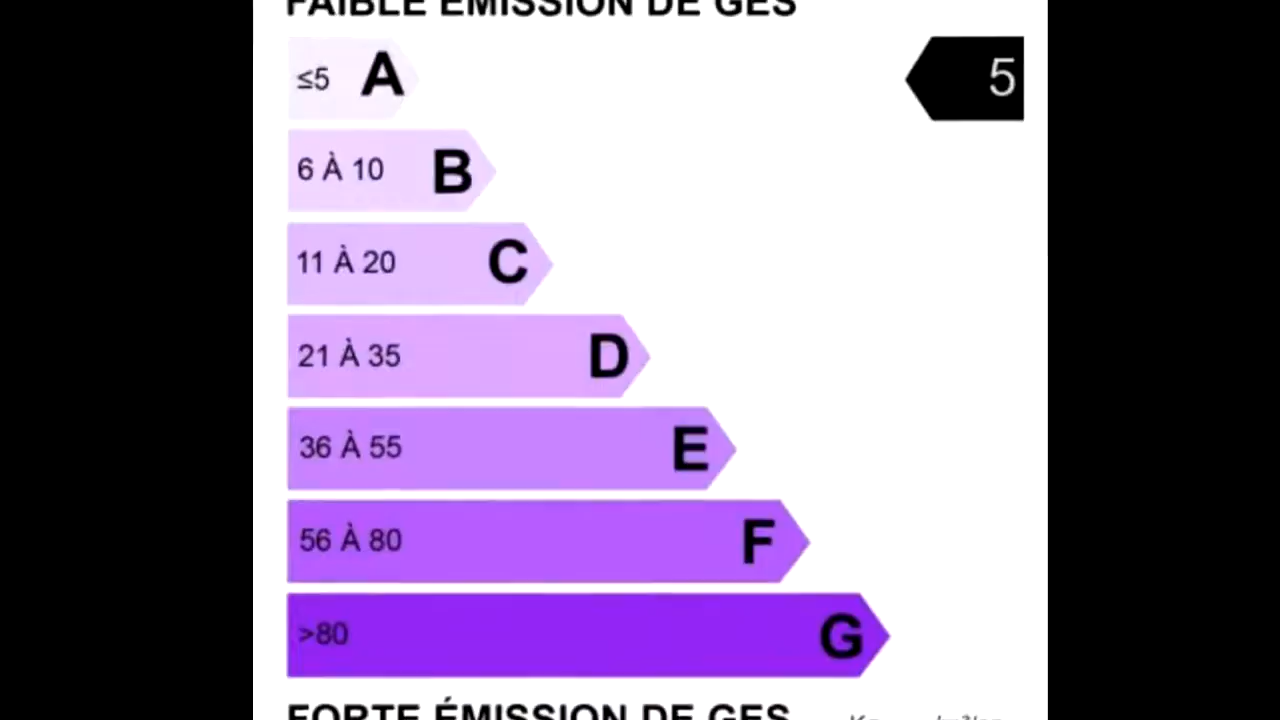 FAIBLE ÉMISSION DE GES
≤5 A 5
6 À 10 B
11 À 20 C
21 À 35 D
36 À 55 E
56 À 80 F
>80 G
FORTE ÉMISSION DE GES